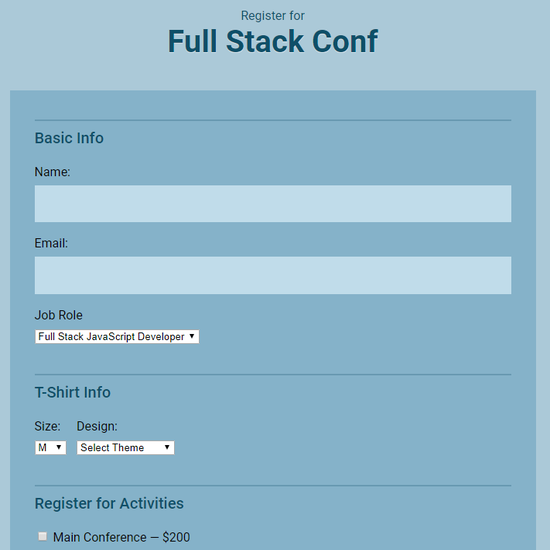 Register for
Full Stack Conf
Basic Info
Name:
Email:
Job Role
Full Stack JavaScript Developer
T-Shirt Info
Size: Design:
M Select Theme
Register for Activities
Main Conference — $200